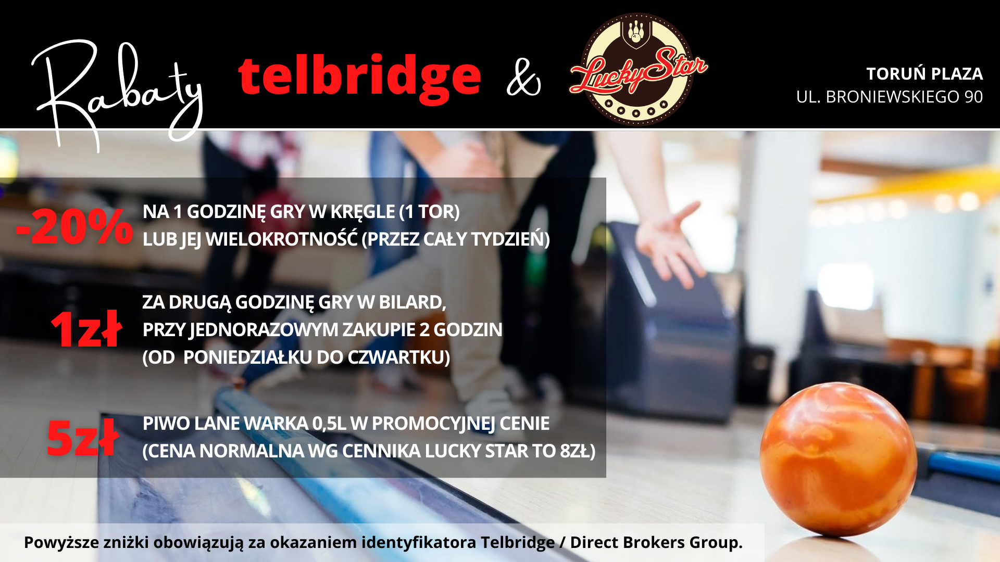 Rabaty telbridge & Lucky Star
TORUŃ PLAZA
UL. BRONIEWSKIEGO 90
-20% NA 1 GODZINĘ GRY W KRĘGLE (1 TOR)
LUB JEJ WIELOKROTNOŚĆ (PRZEZ CAŁY TYDZIEŃ)
1zł ZA DRUGĄ GODZINĘ GRY W BILARD,
PRZY JEDNORAZOWYM ZAKUPIE 2 GODZIN
(OD PONIEDZIAŁKU DO CZWARTKU)
5zł PIWO LANE WARKA 0,5L W PROMOCYJNEJ CENIE
(CENA NORMALNA WG CENNIKA LUCKY STAR TO 8ZŁ)
Powyższe zniżki obowiązują za okazaniem identyfikatora Telbridge / Direct Brokers Group.